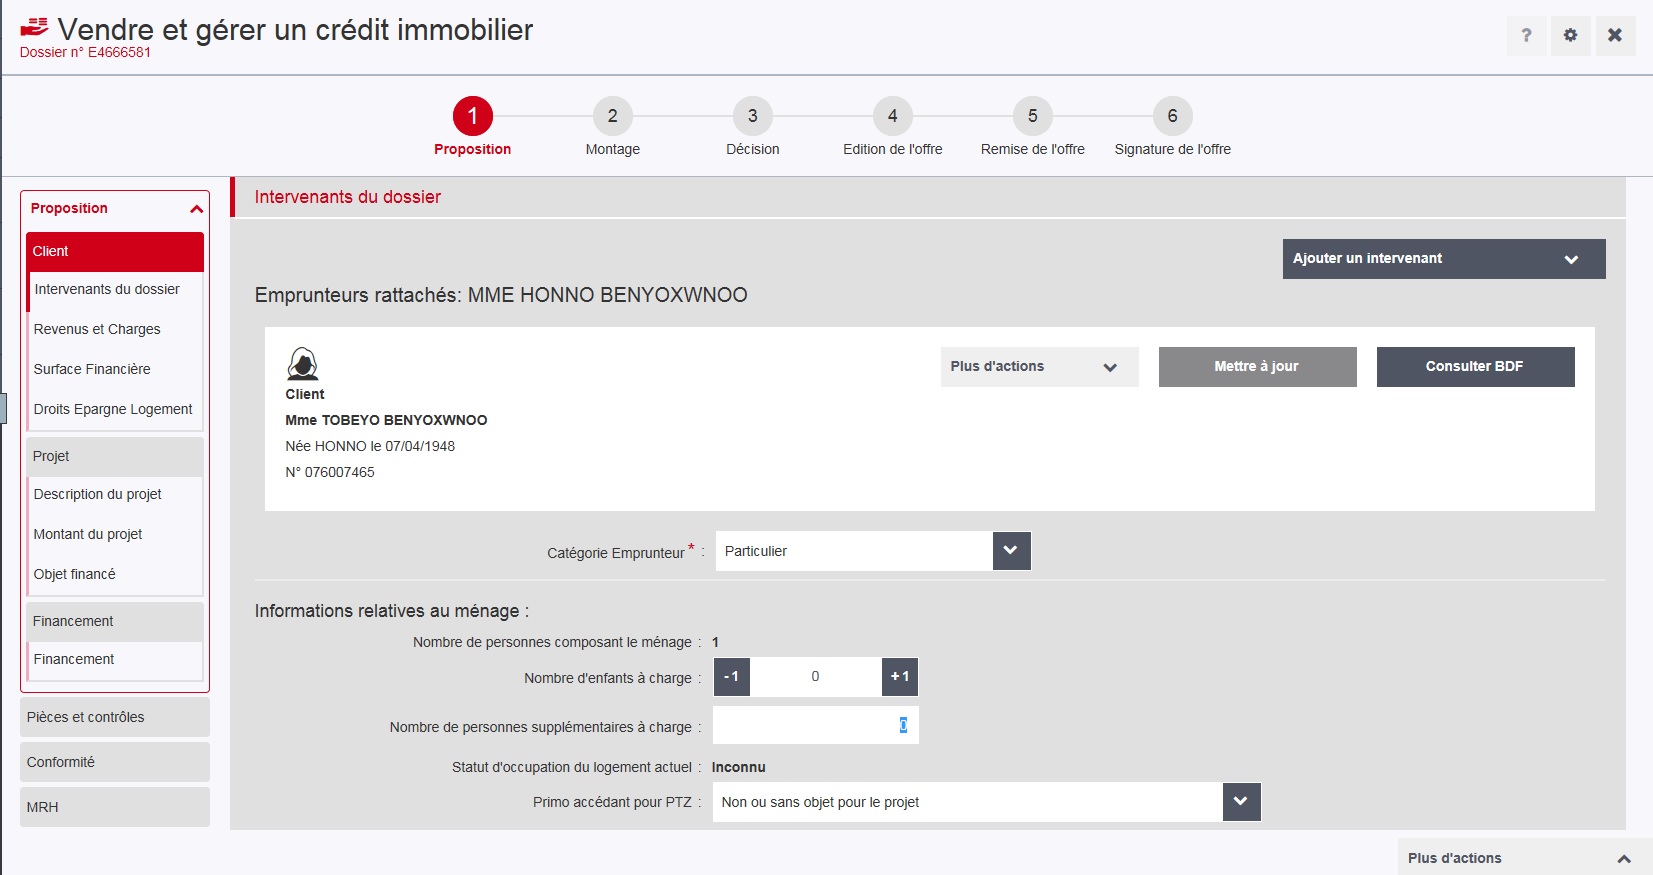 Vendre et gérer un crédit immobilier
Dossier n° E4666581
?
1
2
3
4
5
6
Proposition
Montage
Décision
Edition de l'offre
Remise de l'offre
Signature de l'offre
Proposition
Client
Intervenants du dossier
Revenus et Charges
Surface Financière
Droits Epargne Logement
Projet
Description du projet
Montant du projet
Objet financé
Financement
Financement
Pièces et contrôles
Conformité
MRH
Intervenants du dossier
Ajouter un intervenant
Emprunteurs rattachés: MME HONNO BENYOXWNOO
Plus d'actions
Mettre à jour
Consulter BDF
Client
Mme TOBEYO BENYOXWNOO
Née HONNO le 07/04/1948
N° 076007465
Catégorie Emprunteur * : Particulier
Informations relatives au ménage :
Nombre de personnes composant le ménage : 1
Nombre d'enfants à charge : -1 0 +1
Nombre de personnes supplémentaires à charge : 0
Statut d'occupation du logement actuel : Inconnu
Primo accédant pour PTZ : Non ou sans objet pour le projet
Plus d'actions